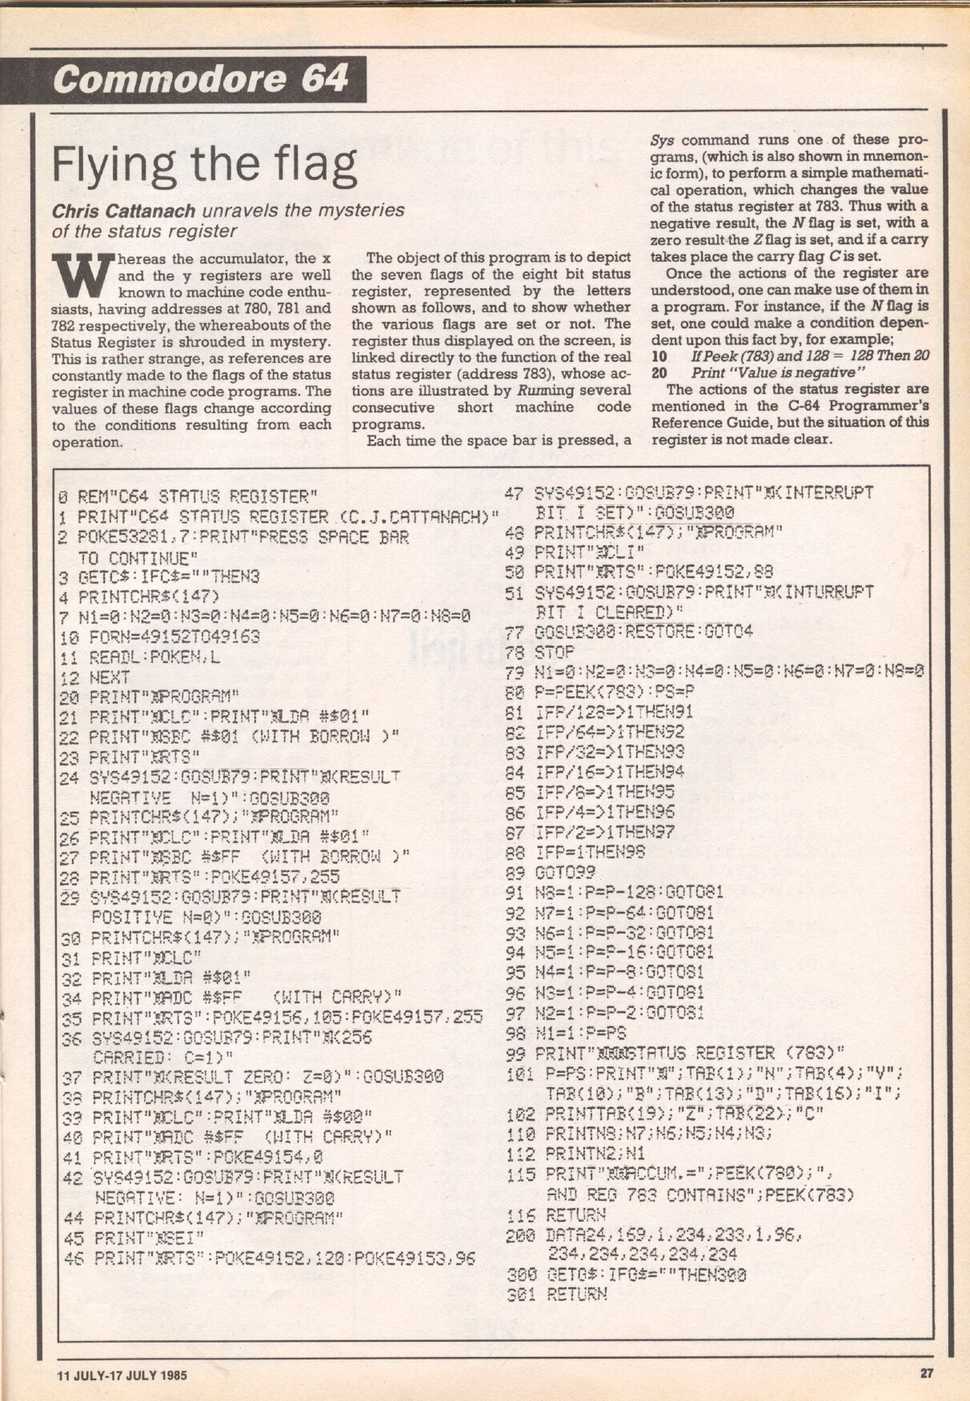 Commodore 64
Flying the flag
Chris Cattanach unravels the mysteries
of the status register
Whereas the accumulator, the x
and the y registers are well
known to machine code enthu-
siasts, having addresses at 780, 781 and
782 respectively, the whereabouts of the
Status Register is shrouded in mystery.
This is rather strange, as references are
constantly made to the flags of the status
register in machine code programs. The
values of these flags change according
to the conditions resulting from each
operation.
The object of this program is to depict
the seven flags of the eight bit status
register, represented by the letters
shown as follows, and to show whether
the various flags are set or not. The
register thus displayed on the screen, is
linked directly to the function of the real
status register (address 783), whose ac-
tions are illustrated by Running several
consecutive short machine code
programs.
Each time the space bar is pressed, a
Sys command runs one of these pro-
grams, (which is also shown in mnemon-
ic form), to perform a simple mathemati-
cal operation, which changes the value
of the status register at 783. Thus with a
negative result, the N flag is set, with a
zero result the Z flag is set, and if a carry
takes place the carry flag C is set.
Once the actions of the register are
understood, one can make use of them in
a program. For instance, if the N flag is
set, one could make a condition depen-
dent upon this fact by, for example;
10 If Peek (783) and 128 = 128 Then 20
20 Print "Value is negative"
The actions of the status register are
mentioned in the C-64 Programmer's
Reference Guide, but the situation of this
register is not made clear.
0 REM"C64 STATUS REGISTER"
1 PRINT"C64 STATUS REGISTER (C.J.CATTANACH)"
2 POKE53281,7:PRINT"PRESS SPACE BAR
TO CONTINUE"
3 GETC$:IFC$=""THEN3
4 PRINTCHR$(147)
7 N1=0:N2=0:N3=0:N4=0:N5=0:N6=0:N7=0:N8=0
10 FORN=49152TO49163
11 READL:POKEN,L
12 NEXT
20 PRINT"PROGRAM"
21 PRINT"CLC":PRINT"LDA #$01"
22 PRINT"SBC #$01 (WITH BORROW )"
23 PRINT"RTS"
24 SYS49152:GOSUB79:PRINT"(RESULT
NEGATIVE N=1)":GOSUB300
25 PRINTCHR$(147);"PROGRAM"
26 PRINT"CLC":PRINT"LDA #$01"
27 PRINT"SBC #$FF (WITH BORROW )"
28 PRINT"RTS":POKE49157,255
29 SYS49152:GOSUB79:PRINT"(RESULT
POSITIVE N=0)":GOSUB300
30 PRINTCHR$(147);"PROGRAM"
31 PRINT"CLC"
32 PRINT"LDA #$01"
34 PRINT"ADC #$FF (WITH CARRY)"
35 PRINT"RTS":POKE49156,105:POKE49157,255
36 SYS49152:GOSUB79:PRINT"(256
CARRIED: C=1)"
37 PRINT"(RESULT ZERO: Z=0)":GOSUB300
38 PRINTCHR$(147);"PROGRAM"
39 PRINT"CLC":PRINT"LDA #$00"
40 PRINT"ADC #$FF (WITH CARRY)"
41 PRINT"RTS":POKE49154,0
42 SYS49152:GOSUB79:PRINT"(RESULT
NEGATIVE: N=1)":GOSUB300
44 PRINTCHR$(147);"PROGRAM"
45 PRINT"SEI"
46 PRINT"RTS":POKE49152,120:POKE49153,96
47 SYS49152:GOSUB79:PRINT"(INTERRUPT
BIT I SET)":GOSUB300
48 PRINTCHR$(147);"PROGRAM"
49 PRINT"CLI"
50 PRINT"RTS":POKE49152,88
51 SYS49152:GOSUB79:PRINT"(INTURRUPT
BIT I CLEARED)"
77 GOSUB300:RESTORE:GOTO4
78 STOP
79 N1=0:N2=0:N3=0:N4=0:N5=0:N6=0:N7=0:N8=0
80 P=PEEK(783):PS=P
81 IFP/128=>1THEN91
82 IFP/64=>1THEN92
83 IFP/32=>1THEN93
84 IFP/16=>1THEN94
85 IFP/8=>1THEN95
86 IFP/4=>1THEN96
87 IFP/2=>1THEN97
88 IFP=1THEN98
89 GOTO99
91 N8=1:P=P-128:GOTO81
92 N7=1:P=P-64:GOTO81
93 N6=1:P=P-32:GOTO81
94 N5=1:P=P-16:GOTO81
95 N4=1:P=P-8:GOTO81
96 N3=1:P=P-4:GOTO81
97 N2=1:P=P-2:GOTO81
98 N1=1:P=PS
99 PRINT"STATUS REGISTER (783)"
101 P=PS:PRINT"";TAB(1);"N";TAB(4);"V";
TAB(10);"B";TAB(13);"D";TAB(16);"I";
102 PRINTTAB(19);"Z";TAB(22);"C"
110 PRINTN8;N7;N6;N5;N4;N3;
112 PRINTN2;N1
115 PRINT"ACCUM.=";PEEK(780);",
AND REG 783 CONTAINS";PEEK(783)
116 RETURN
200 DATA24,169,1,234,233,1,96,
234,234,234,234,234
300 GETG$:IFG$=""THEN300
301 RETURN
11 JULY-17 JULY 1985
27